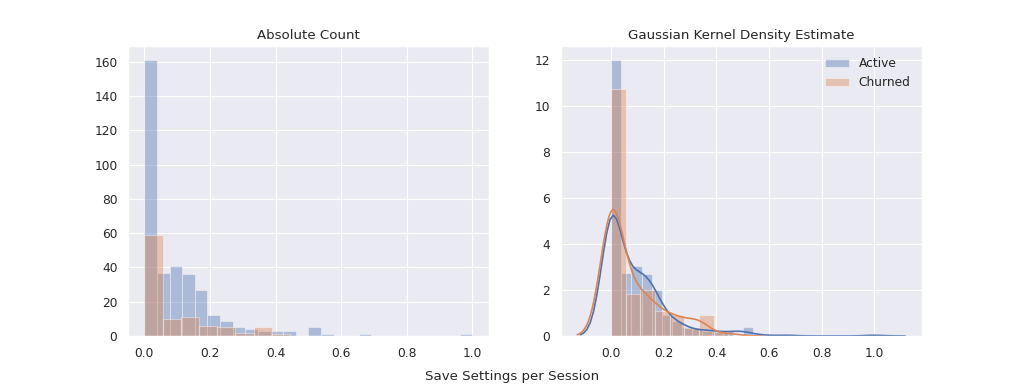 Absolute Count
160
140
120
100
80
60
40
20
0
0.0 0.2 0.4 0.6 0.8 1.0
Gaussian Kernel Density Estimate
Active
Churned
12
10
8
6
4
2
0
0.0 0.2 0.4 0.6 0.8 1.0
Save Settings per Session